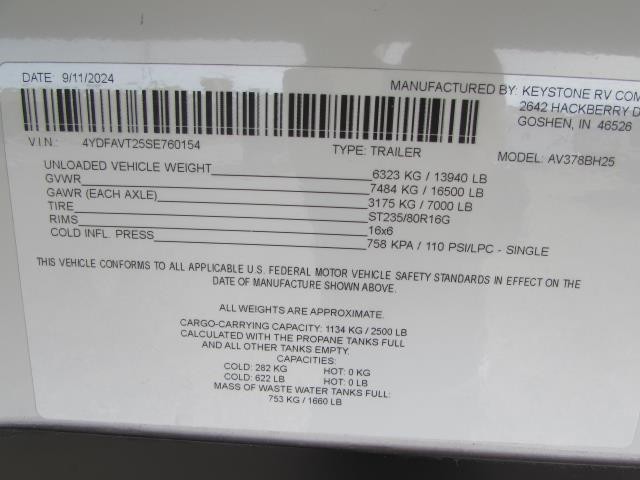 DATE 9/11/2024
MANUFACTURED BY: KEYSTONE RV COM
2642 HACKBERRY D
GOSHEN, IN 46526
V I N: 4YDFAVT25SE760154
TYPE: TRAILER
MODEL: AV378BH25
UNLOADED VEHICLE WEIGHT 6323 KG / 13940 LB
GVWR 7484 KG / 16500 LB
GAWR (EACH AXLE) 3175 KG / 7000 LB
TIRE ST235/80R16G
RIMS 16x6
COLD INFL. PRESS 758 KPA / 110 PSI/LPC - SINGLE
THIS VEHICLE CONFORMS TO ALL APPLICABLE U.S. FEDERAL MOTOR VEHICLE SAFETY STANDARDS IN EFFECT ON THE
DATE OF MANUFACTURE SHOWN ABOVE.
ALL WEIGHTS ARE APPROXIMATE.
CARGO-CARRYING CAPACITY: 1134 KG / 2500 LB
CALCULATED WITH THE PROPANE TANKS FULL
AND ALL OTHER TANKS EMPTY.
CAPACITIES:
COLD: 282 KG HOT: 0 KG
COLD: 622 LB HOT: 0 LB
MASS OF WASTE WATER TANKS FULL:
753 KG / 1660 LB